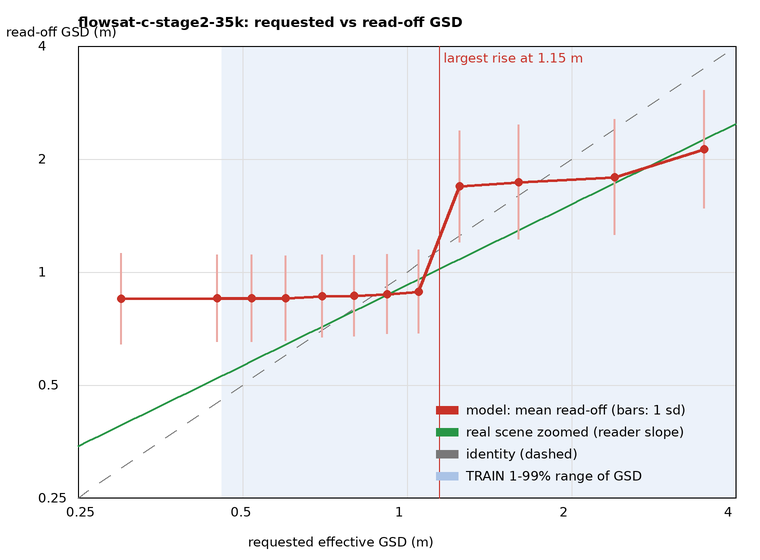 flowsat-c-stage2-35k: requested vs read-off GSD
read-off GSD (m)
4
largest rise at 1.15 m
2
1
0.5
model: mean read-off (bars: 1 sd)
real scene zoomed (reader slope)
identity (dashed)
TRAIN 1-99% range of GSD
0.25
0.25 0.5 1 2 4
requested effective GSD (m)